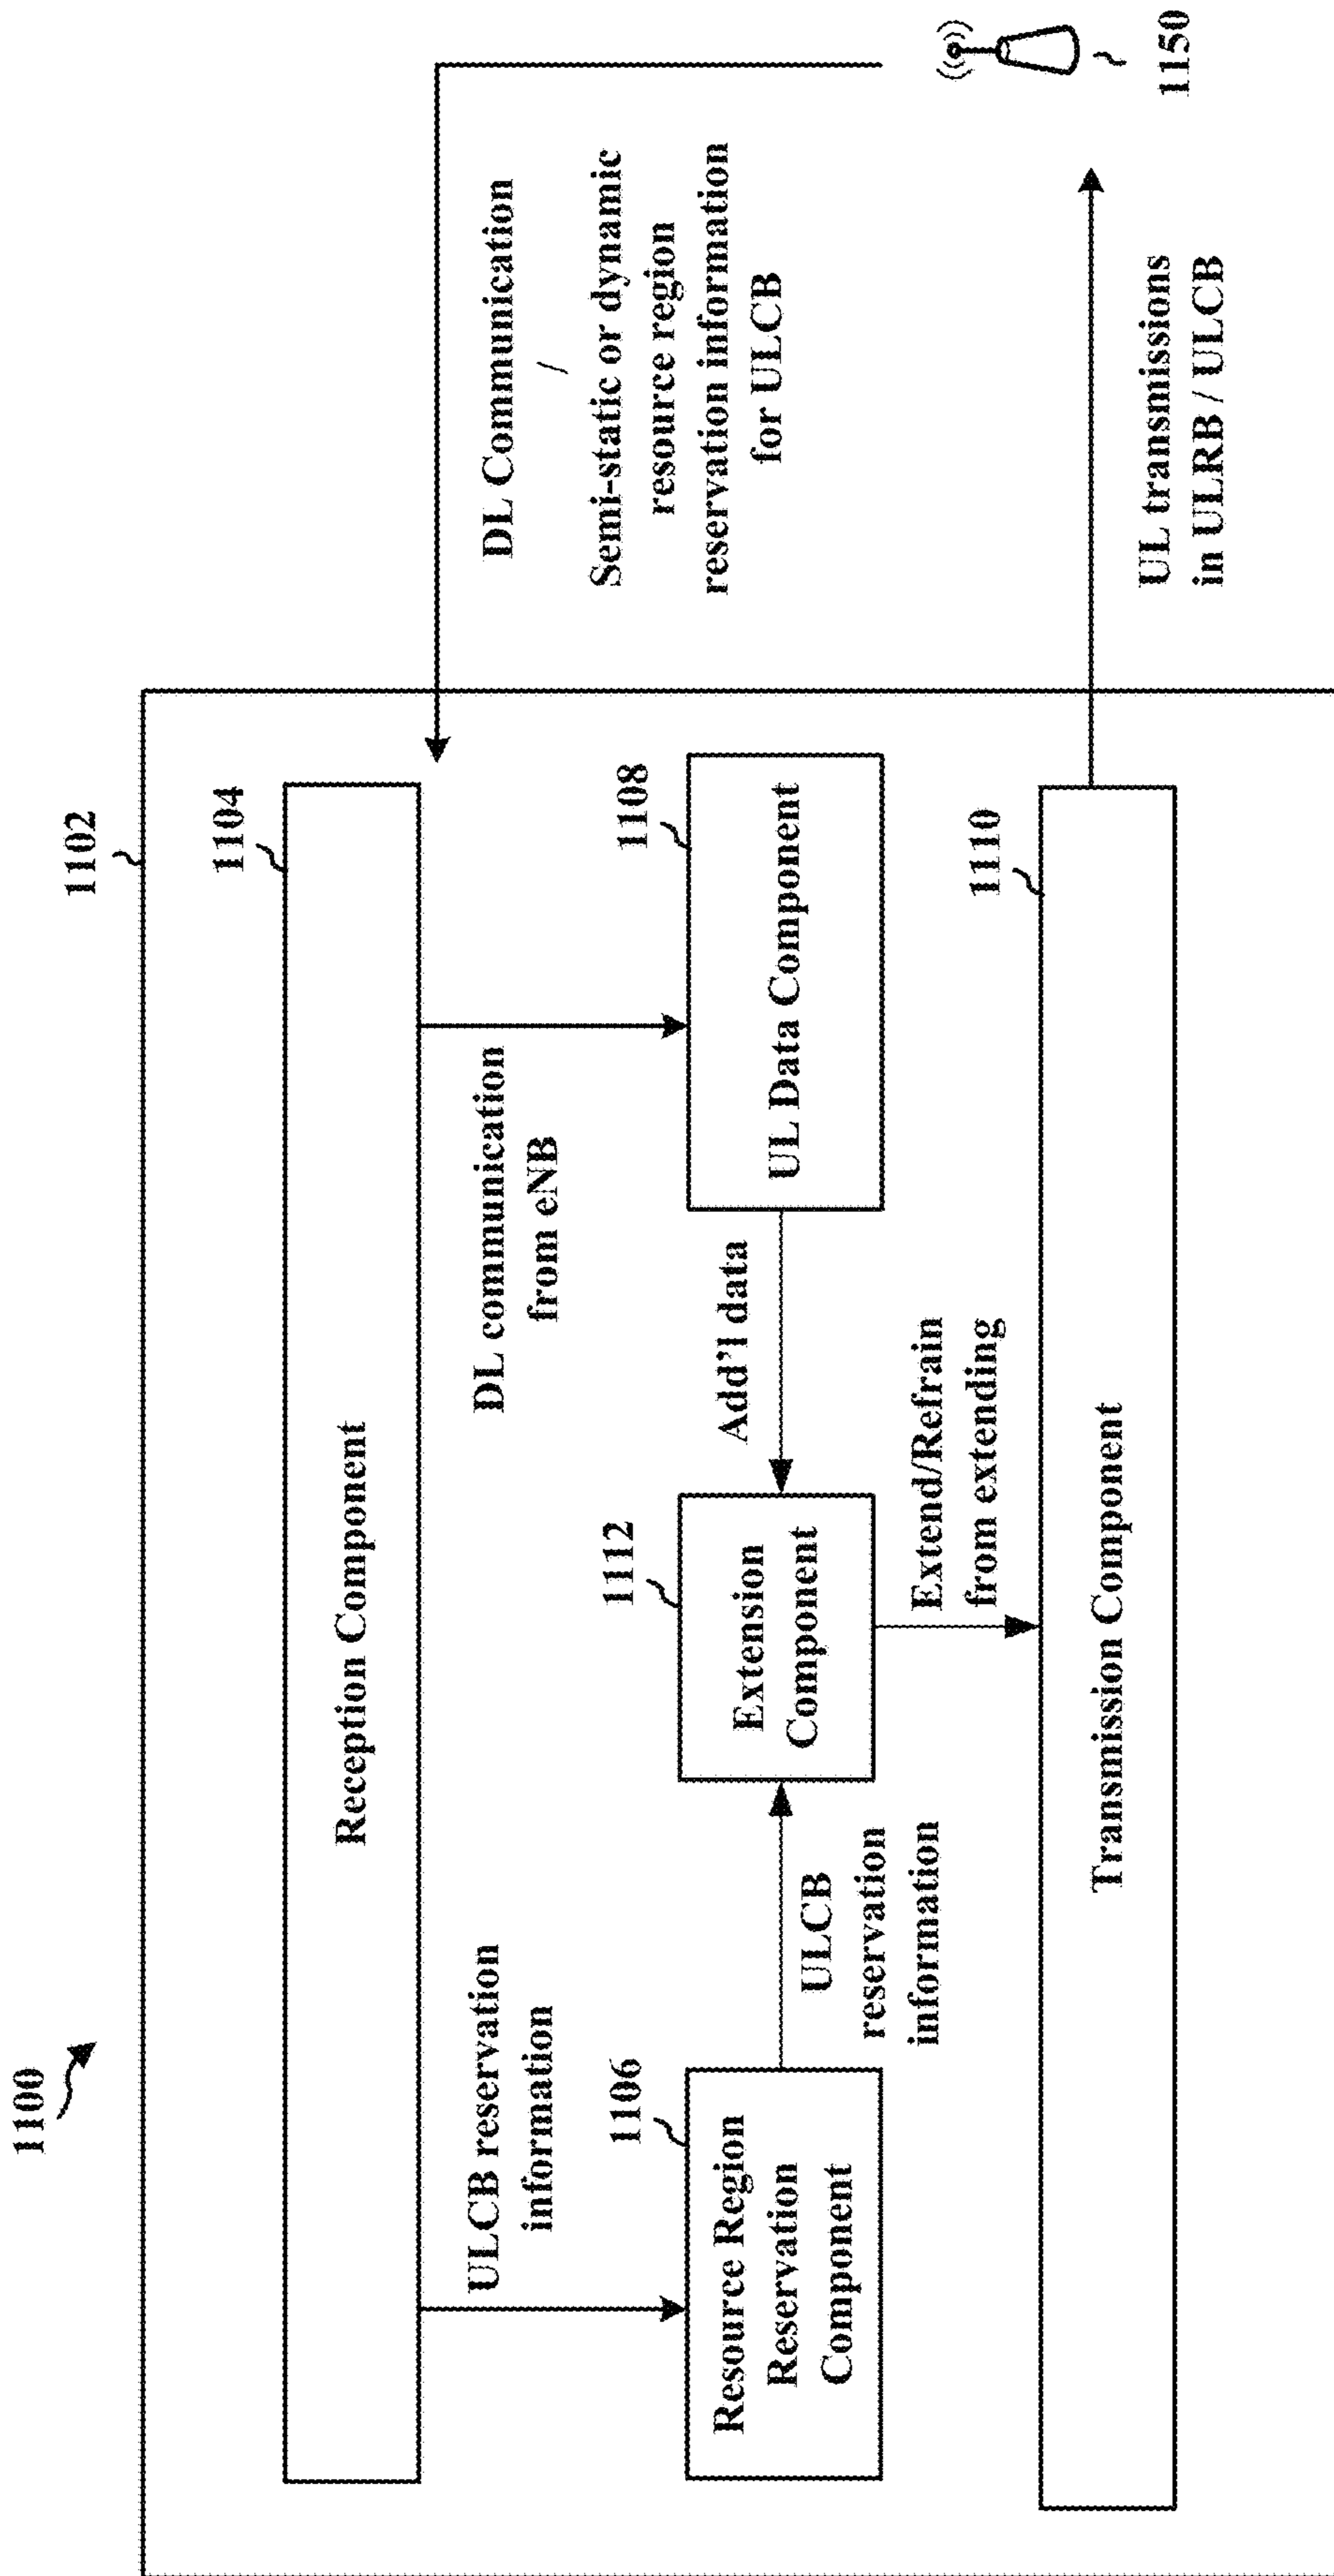 1100
1102
1104
Reception Component
DL Communication
/
Semi-static or dynamic
resource region
reservation information
for ULCB
ULCB reservation
information
DL communication
from eNB
1106
Resource Region
Reservation
Component
ULCB
reservation
information
1112
Extension
Component
Add'l data
1108
UL Data Component
Extend/Refrain
from extending
1110
Transmission Component
UL transmissions
in ULRB / ULCB
1150